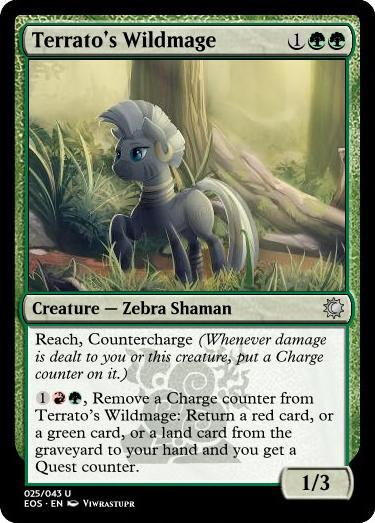 Terrato's Wildmage 1
Creature — Zebra Shaman
Reach, Countercharge (Whenever damage
is dealt to you or this creature, put a Charge
counter on it.)
1, Remove a Charge counter from
Terrato's Wildmage: Return a red card, or
a green card, or a land card from the
graveyard to your hand and you get a
Quest counter.
1/3
025/043 U
EOS • EN VIWRASTUPR